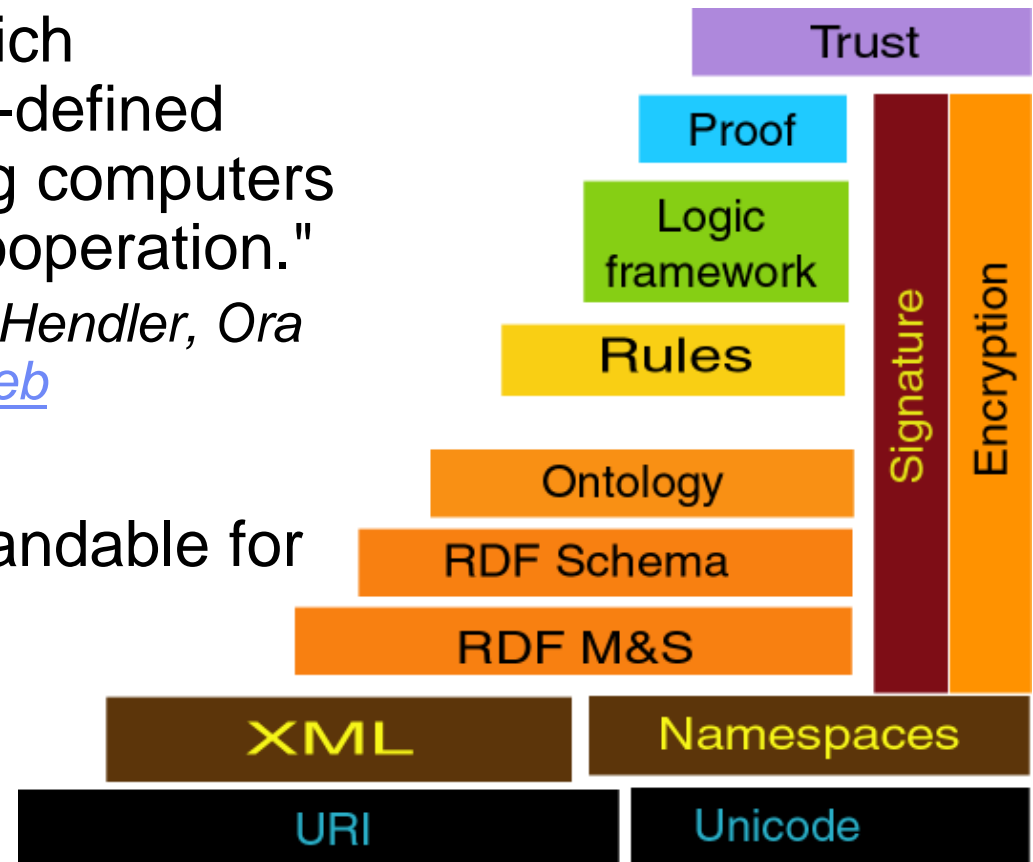 ich
-defined
g computers
ooperation."
Hendler, Ora
eb
andable for
Trust
Proof
Logic
framework
Rules
Ontology
RDF Schema
RDF M&S
Signature
Encryption
XML
Namespaces
URI
Unicode